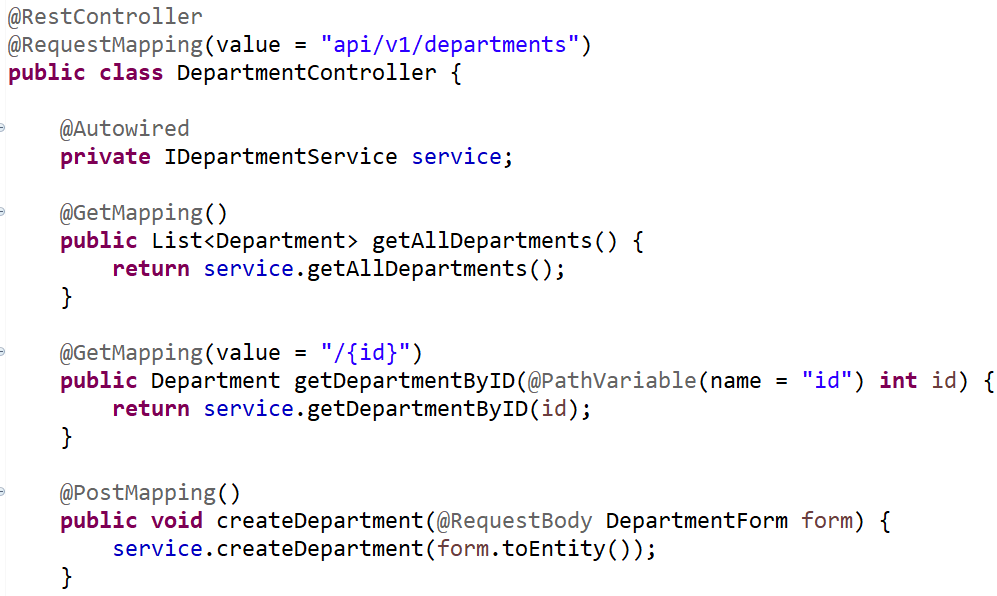 @RestController
@RequestMapping(value = "api/v1/departments")
public class DepartmentController {
@Autowired
private IDepartmentService service;
@GetMapping()
public List<Department> getAllDepartments() {
return service.getAllDepartments();
}
@GetMapping(value = "/{id}")
public Department getDepartmentByID(@PathVariable(name = "id") int id) {
return service.getDepartmentByID(id);
}
@PostMapping()
public void createDepartment(@RequestBody DepartmentForm form) {
service.createDepartment(form.toEntity());
}